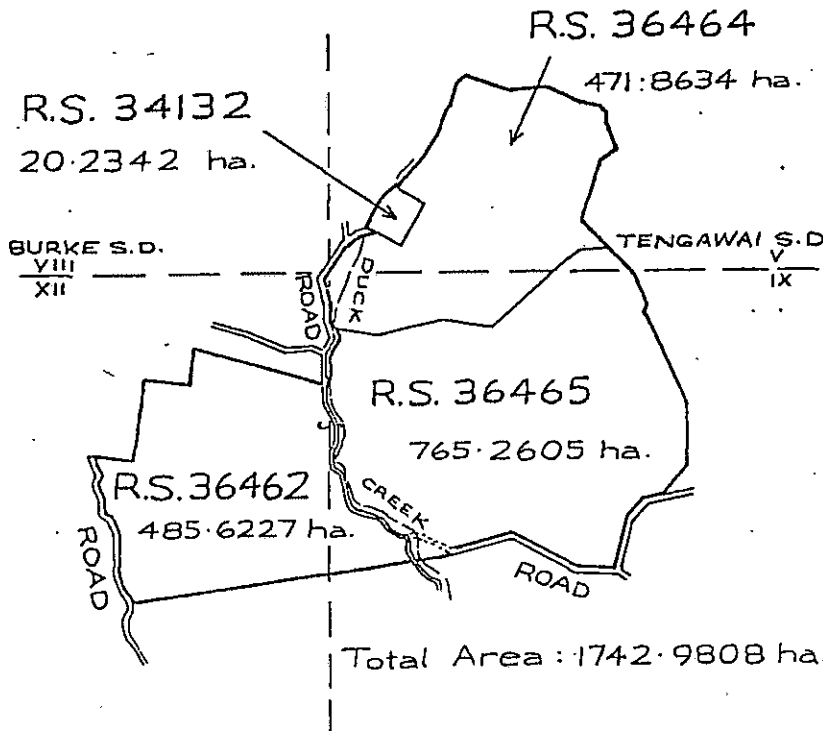 R.S. 36464
471:8634 ha.
R.S. 34132
20·2342 ha.
BURKE S.D.
VIII
XII
TENGAWAI S.D
V
IX
ROAD
DUCK
R.S. 36465
765·2605 ha.
R.S. 36462
485·6227 ha.
CREEK
ROAD
ROAD
Total Area : 1742·9808 ha